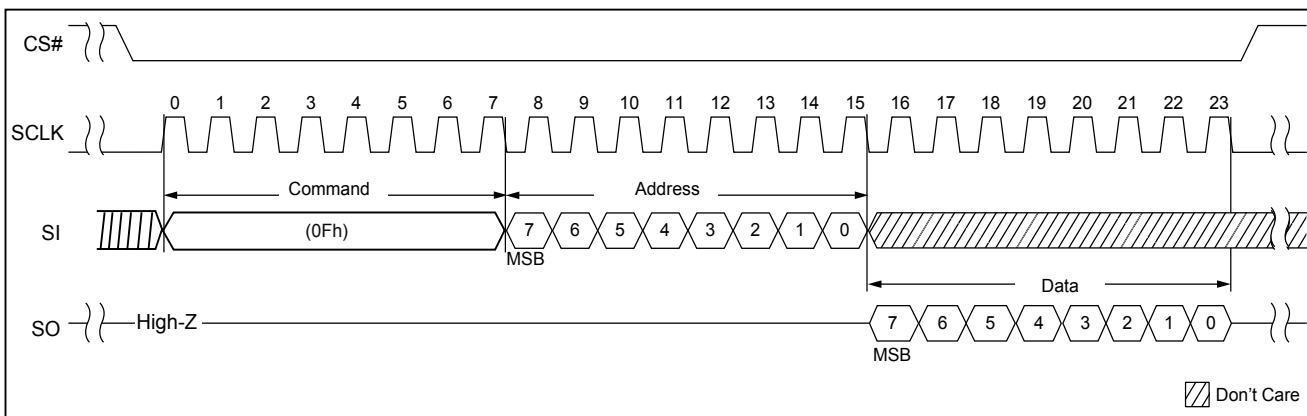 CS#
0 1 2 3 4 5 6 7 8 9 10 11 12 13 14 15 16 17 18 19 20 21 22 23
SCLK
Command Address
SI (0Fh) 7 6 5 4 3 2 1 0
MSB
Data
SO High-Z 7 6 5 4 3 2 1 0
MSB
Don't Care